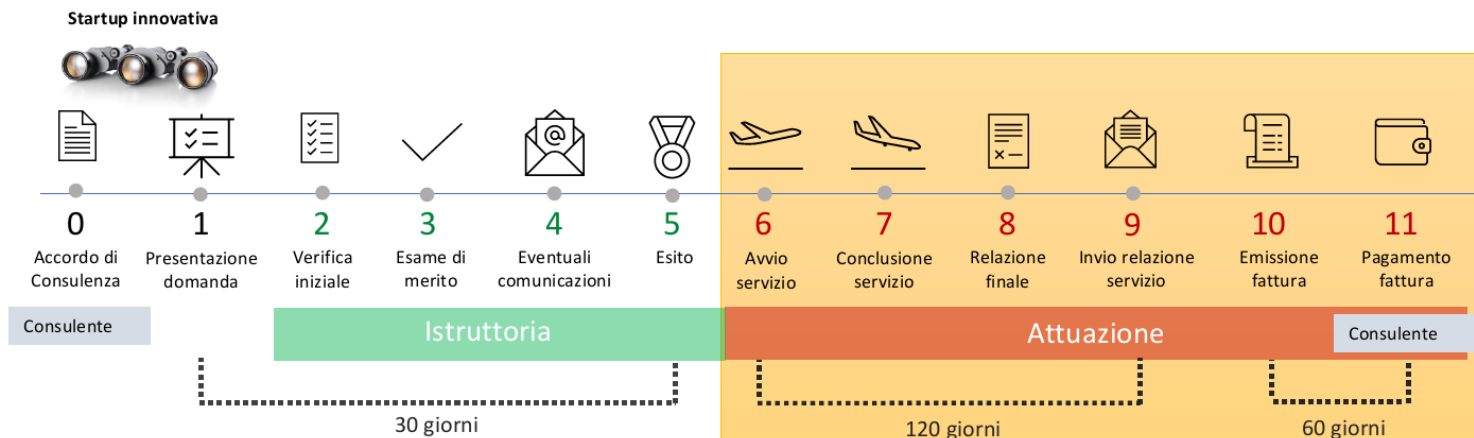 Startup innovativa
@
0
1
2
3
4
5
6
7
8
9
10
11
Accordo di
Consulenza
Presentazione
domanda
Verifica
iniziale
Esame di
merito
Eventuali
comunicazioni
Esito
Avvio
servizio
Conclusione
servizio
Relazione
finale
Invio relazione
servizio
Emissione
fattura
Pagamento
fattura
Consulente
Istruttoria
Attuazione
Consulente
30 giorni
120 giorni
60 giorni